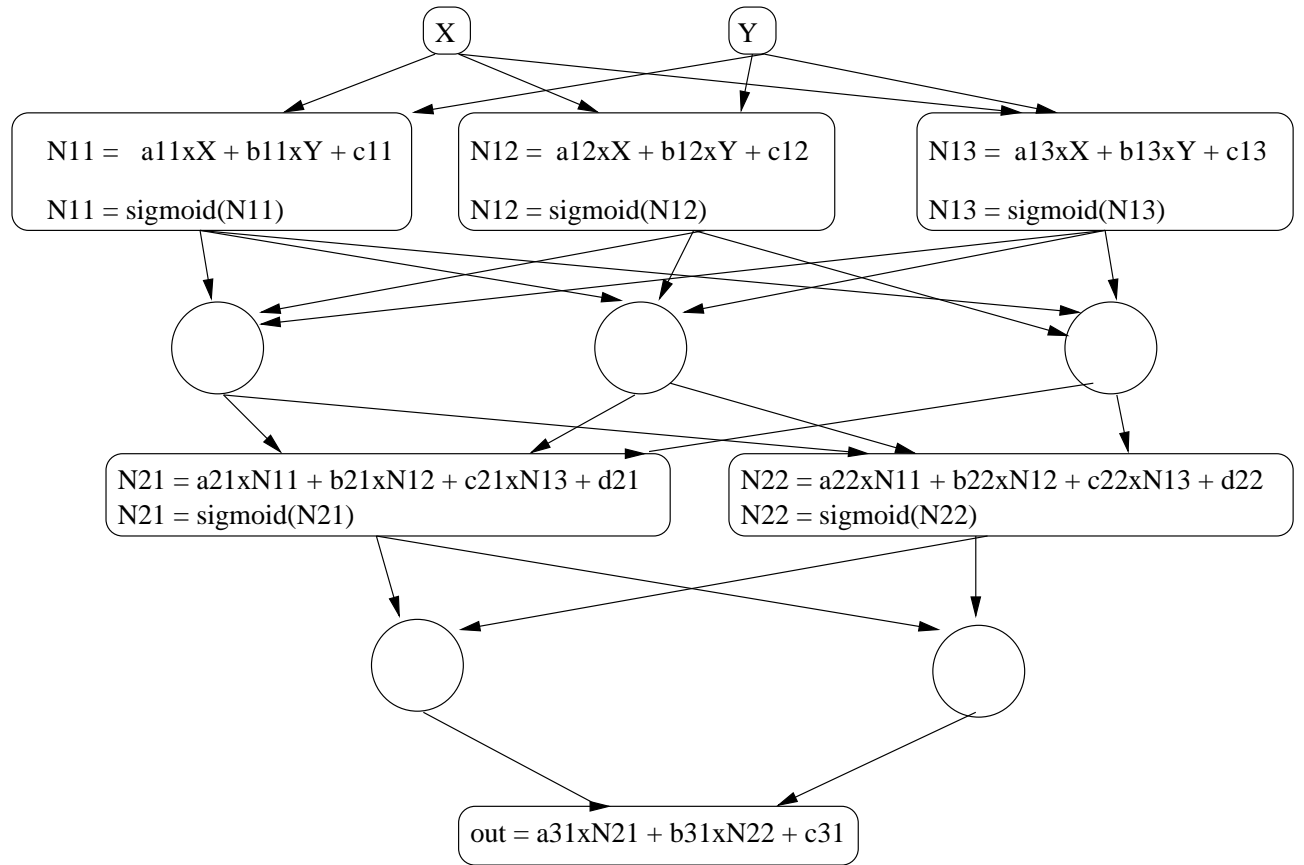 X
Y
N11 = a11xX + b11xY + c11
N11 = sigmoid(N11)
N12 = a12xX + b12xY + c12
N12 = sigmoid(N12)
N13 = a13xX + b13xY + c13
N13 = sigmoid(N13)
N21 = a21xN11 + b21xN12 + c21xN13 + d21
N21 = sigmoid(N21)
N22 = a22xN11 + b22xN12 + c22xN13 + d22
N22 = sigmoid(N22)
out = a31xN21 + b31xN22 + c31